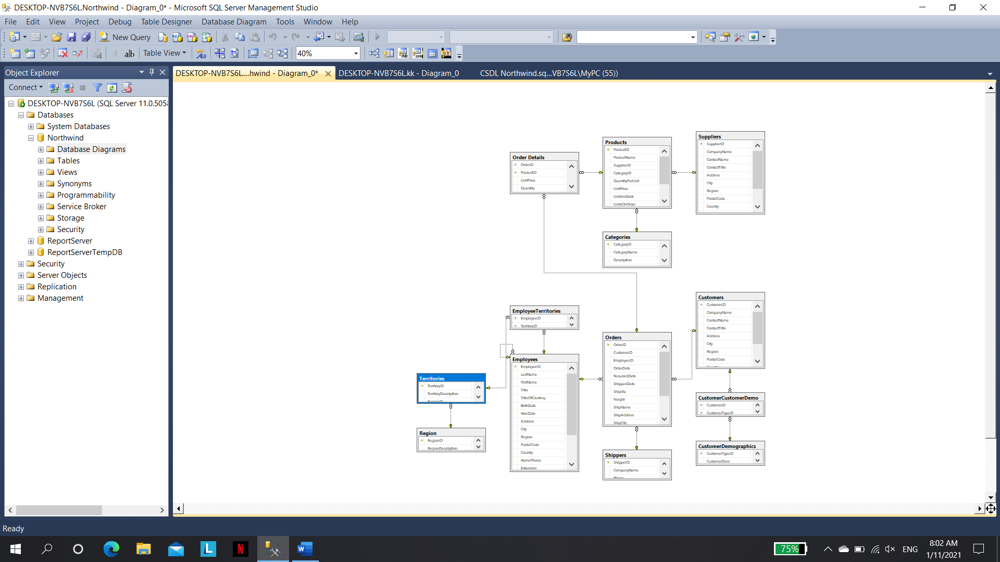 DESKTOP-NVB7S6L.Northwind - Diagram_0* - Microsoft SQL Server Management Studio
File Edit View Project Debug Table Designer Database Diagram Tools Window Help
New Query
Table View
40%
Object Explorer
Connect
DESKTOP-NVB7S6L (SQL Server 11.0.5058
Databases
System Databases
Northwind
Database Diagrams
Tables
Views
Synonyms
Programmability
Service Broker
Storage
Security
ReportServer
ReportServerTempDB
Security
Server Objects
Replication
Management
DESKTOP-NVB7S6L....hwind - Diagram_0*
DESKTOP-NVB7S6L.kk - Diagram_0
CSDL Northwind.sq...VB7S6L\MyPC (55))
Order Details
OrderID
ProductID
UnitPrice
Quantity
Products
ProductID
ProductName
SupplierID
CategoryID
QuantityPerUnit
UnitPrice
UnitsInStock
UnitsOnOrder
Suppliers
SupplierID
CompanyName
ContactName
ContactTitle
Address
City
Region
PostalCode
Country
Categories
CategoryID
CategoryName
Description
EmployeeTerritories
EmployeeID
TerritoryID
Employees
EmployeeID
LastName
FirstName
Title
TitleOfCourtesy
BirthDate
HireDate
Address
City
Region
PostalCode
Country
HomePhone
Extension
Territories
TerritoryID
TerritoryDescription
RegionID
Region
RegionID
RegionDescription
Orders
OrderID
CustomerID
EmployeeID
OrderDate
RequiredDate
ShippedDate
ShipVia
Freight
ShipName
ShipAddress
ShipCity
Shippers
ShipperID
CompanyName
Phone
Customers
CustomerID
CompanyName
ContactName
ContactTitle
Address
City
Region
PostalCode
Country
CustomerCustomerDemo
CustomerID
CustomerTypeID
CustomerDemographics
CustomerTypeID
CustomerDesc
Ready
75%
ENG
8:02 AM
1/11/2021